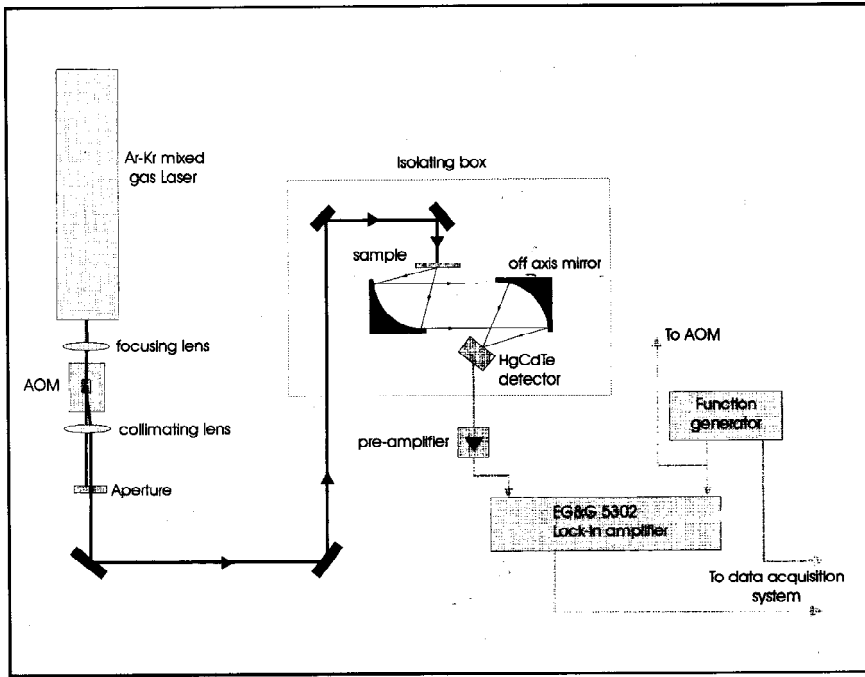 Ar-Kr mixed
gas Laser
Isolating box
sample
off axis mirror
focusing lens
AOM
HgCdTe
detector
To AOM
Function
generator
collimating lens
pre-amplifier
Aperture
EG&G 5302
Lock-in amplifier
To data acquisition
system